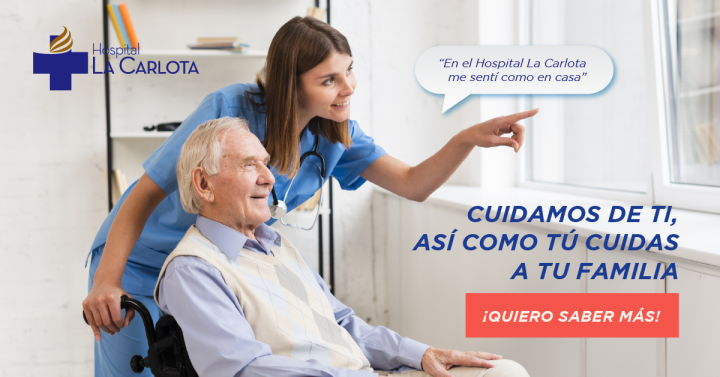 Hospital
LA CARLOTA
“En el Hospital La Carlota
me sentí como en casa”
CUIDAMOS DE TI,
ASÍ COMO TÚ CUIDAS
A TU FAMILIA
¡QUIERO SABER MÁS!